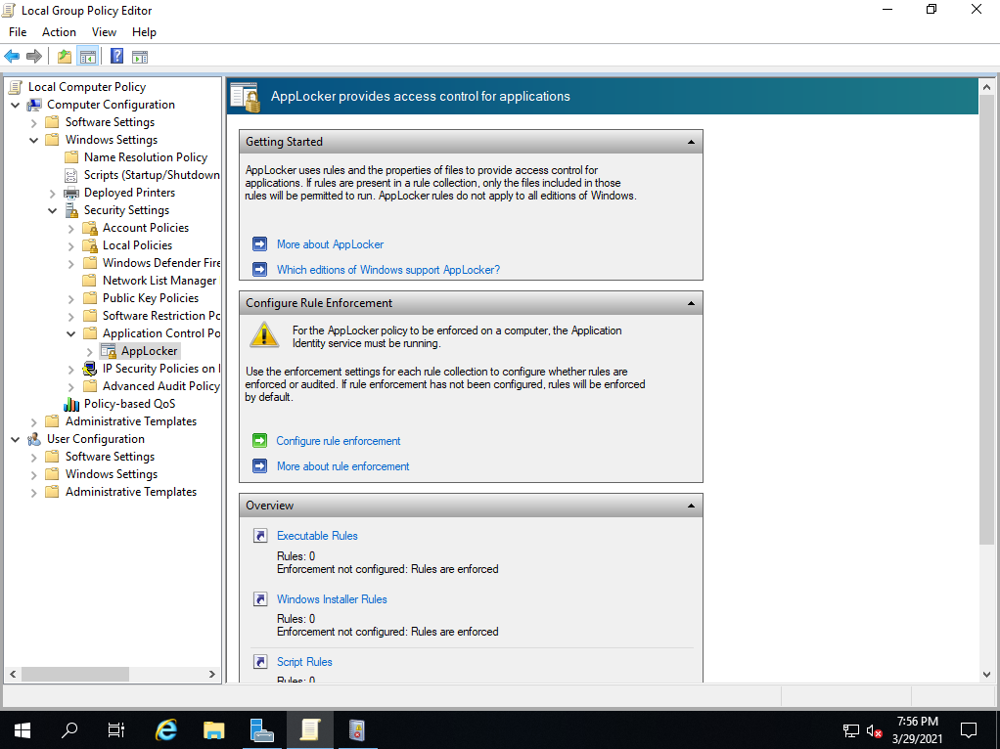 Local Group Policy Editor
File Action View Help
Local Computer Policy
Computer Configuration
Software Settings
Windows Settings
Name Resolution Policy
Scripts (Startup/Shutdown
Deployed Printers
Security Settings
Account Policies
Local Policies
Windows Defender Fire
Network List Manager
Public Key Policies
Software Restriction Po
Application Control Po
AppLocker
IP Security Policies on
Advanced Audit Policy
Policy-based QoS
Administrative Templates
User Configuration
Software Settings
Windows Settings
Administrative Templates
AppLocker provides access control for applications
Getting Started
AppLocker uses rules and the properties of files to provide access control for
applications. If rules are present in a rule collection, only the files included in those
rules will be permitted to run. AppLocker rules do not apply to all editions of Windows.
More about AppLocker
Which editions of Windows support AppLocker?
Configure Rule Enforcement
For the AppLocker policy to be enforced on a computer, the Application
Identity service must be running.
Use the enforcement settings for each rule collection to configure whether rules are
enforced or audited. If rule enforcement has not been configured, rules will be enforced
by default.
Configure rule enforcement
More about rule enforcement
Overview
Executable Rules
Rules: 0
Enforcement not configured: Rules are enforced
Windows Installer Rules
Rules: 0
Enforcement not configured: Rules are enforced
Script Rules
Rules: 0
7:56 PM
3/29/2021